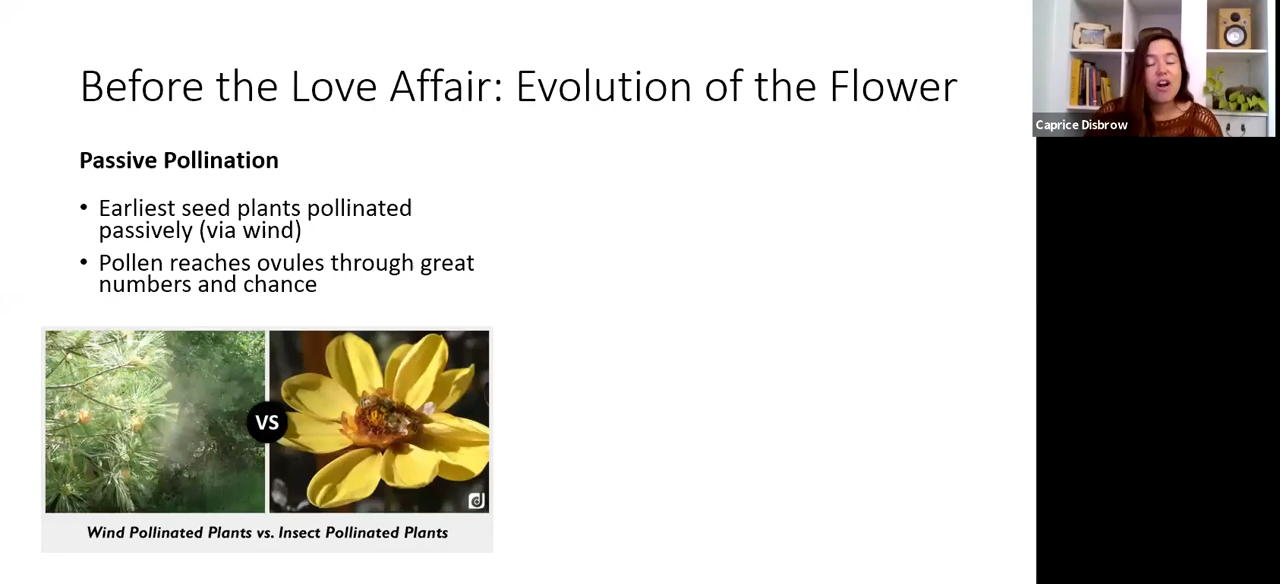 Before the Love Affair: Evolution of the Flower
Caprice Disbrow
Passive Pollination
• Earliest seed plants pollinated
passively (via wind)
• Pollen reaches ovules through great
numbers and chance
VS
Wind Pollinated Plants vs. Insect Pollinated Plants